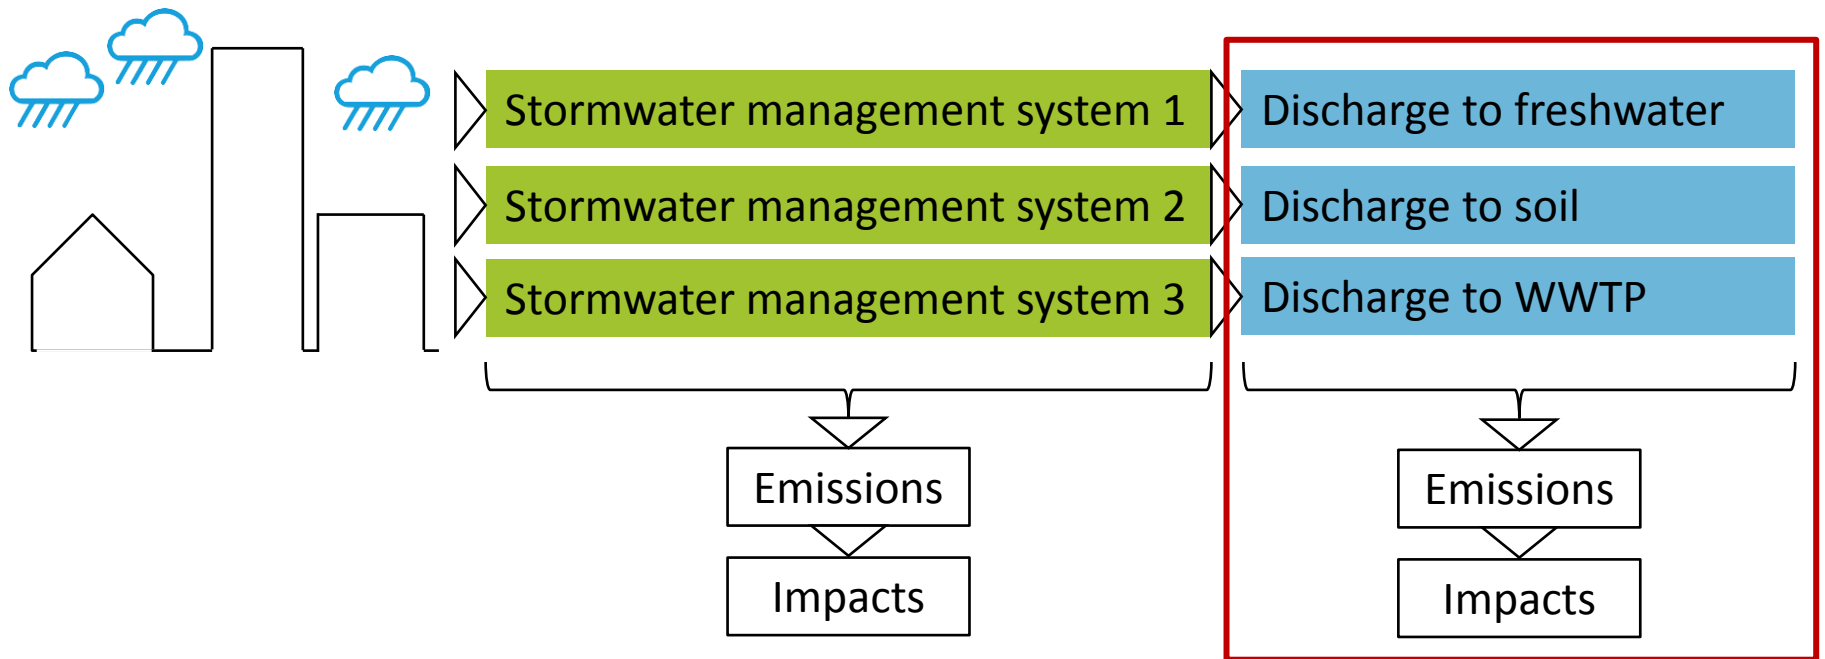 Stormwater management system 1
Discharge to freshwater
Stormwater management system 2
Discharge to soil
Stormwater management system 3
Discharge to WWTP
Emissions
Emissions
Impacts
Impacts